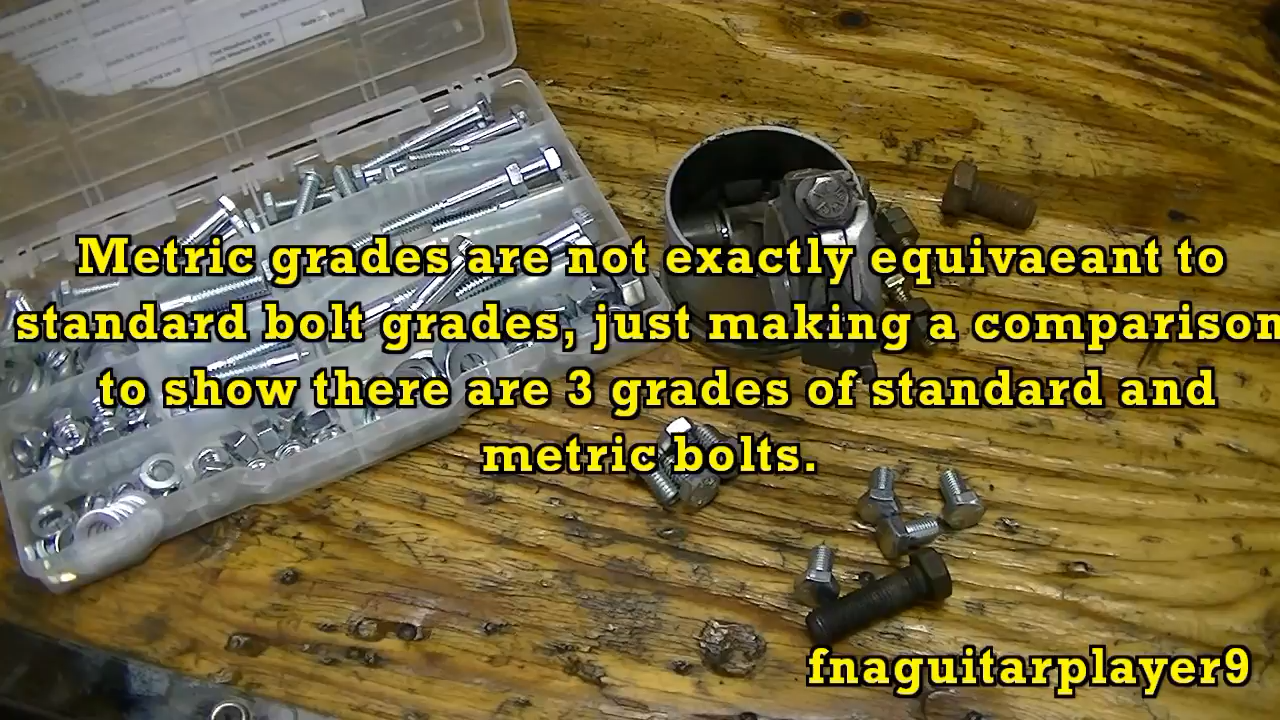 Metric grades are not exactly equivaeant to
standard bolt grades, just making a comparison
to show there are 3 grades of standard and
metric bolts.
fnaguitarplayer9